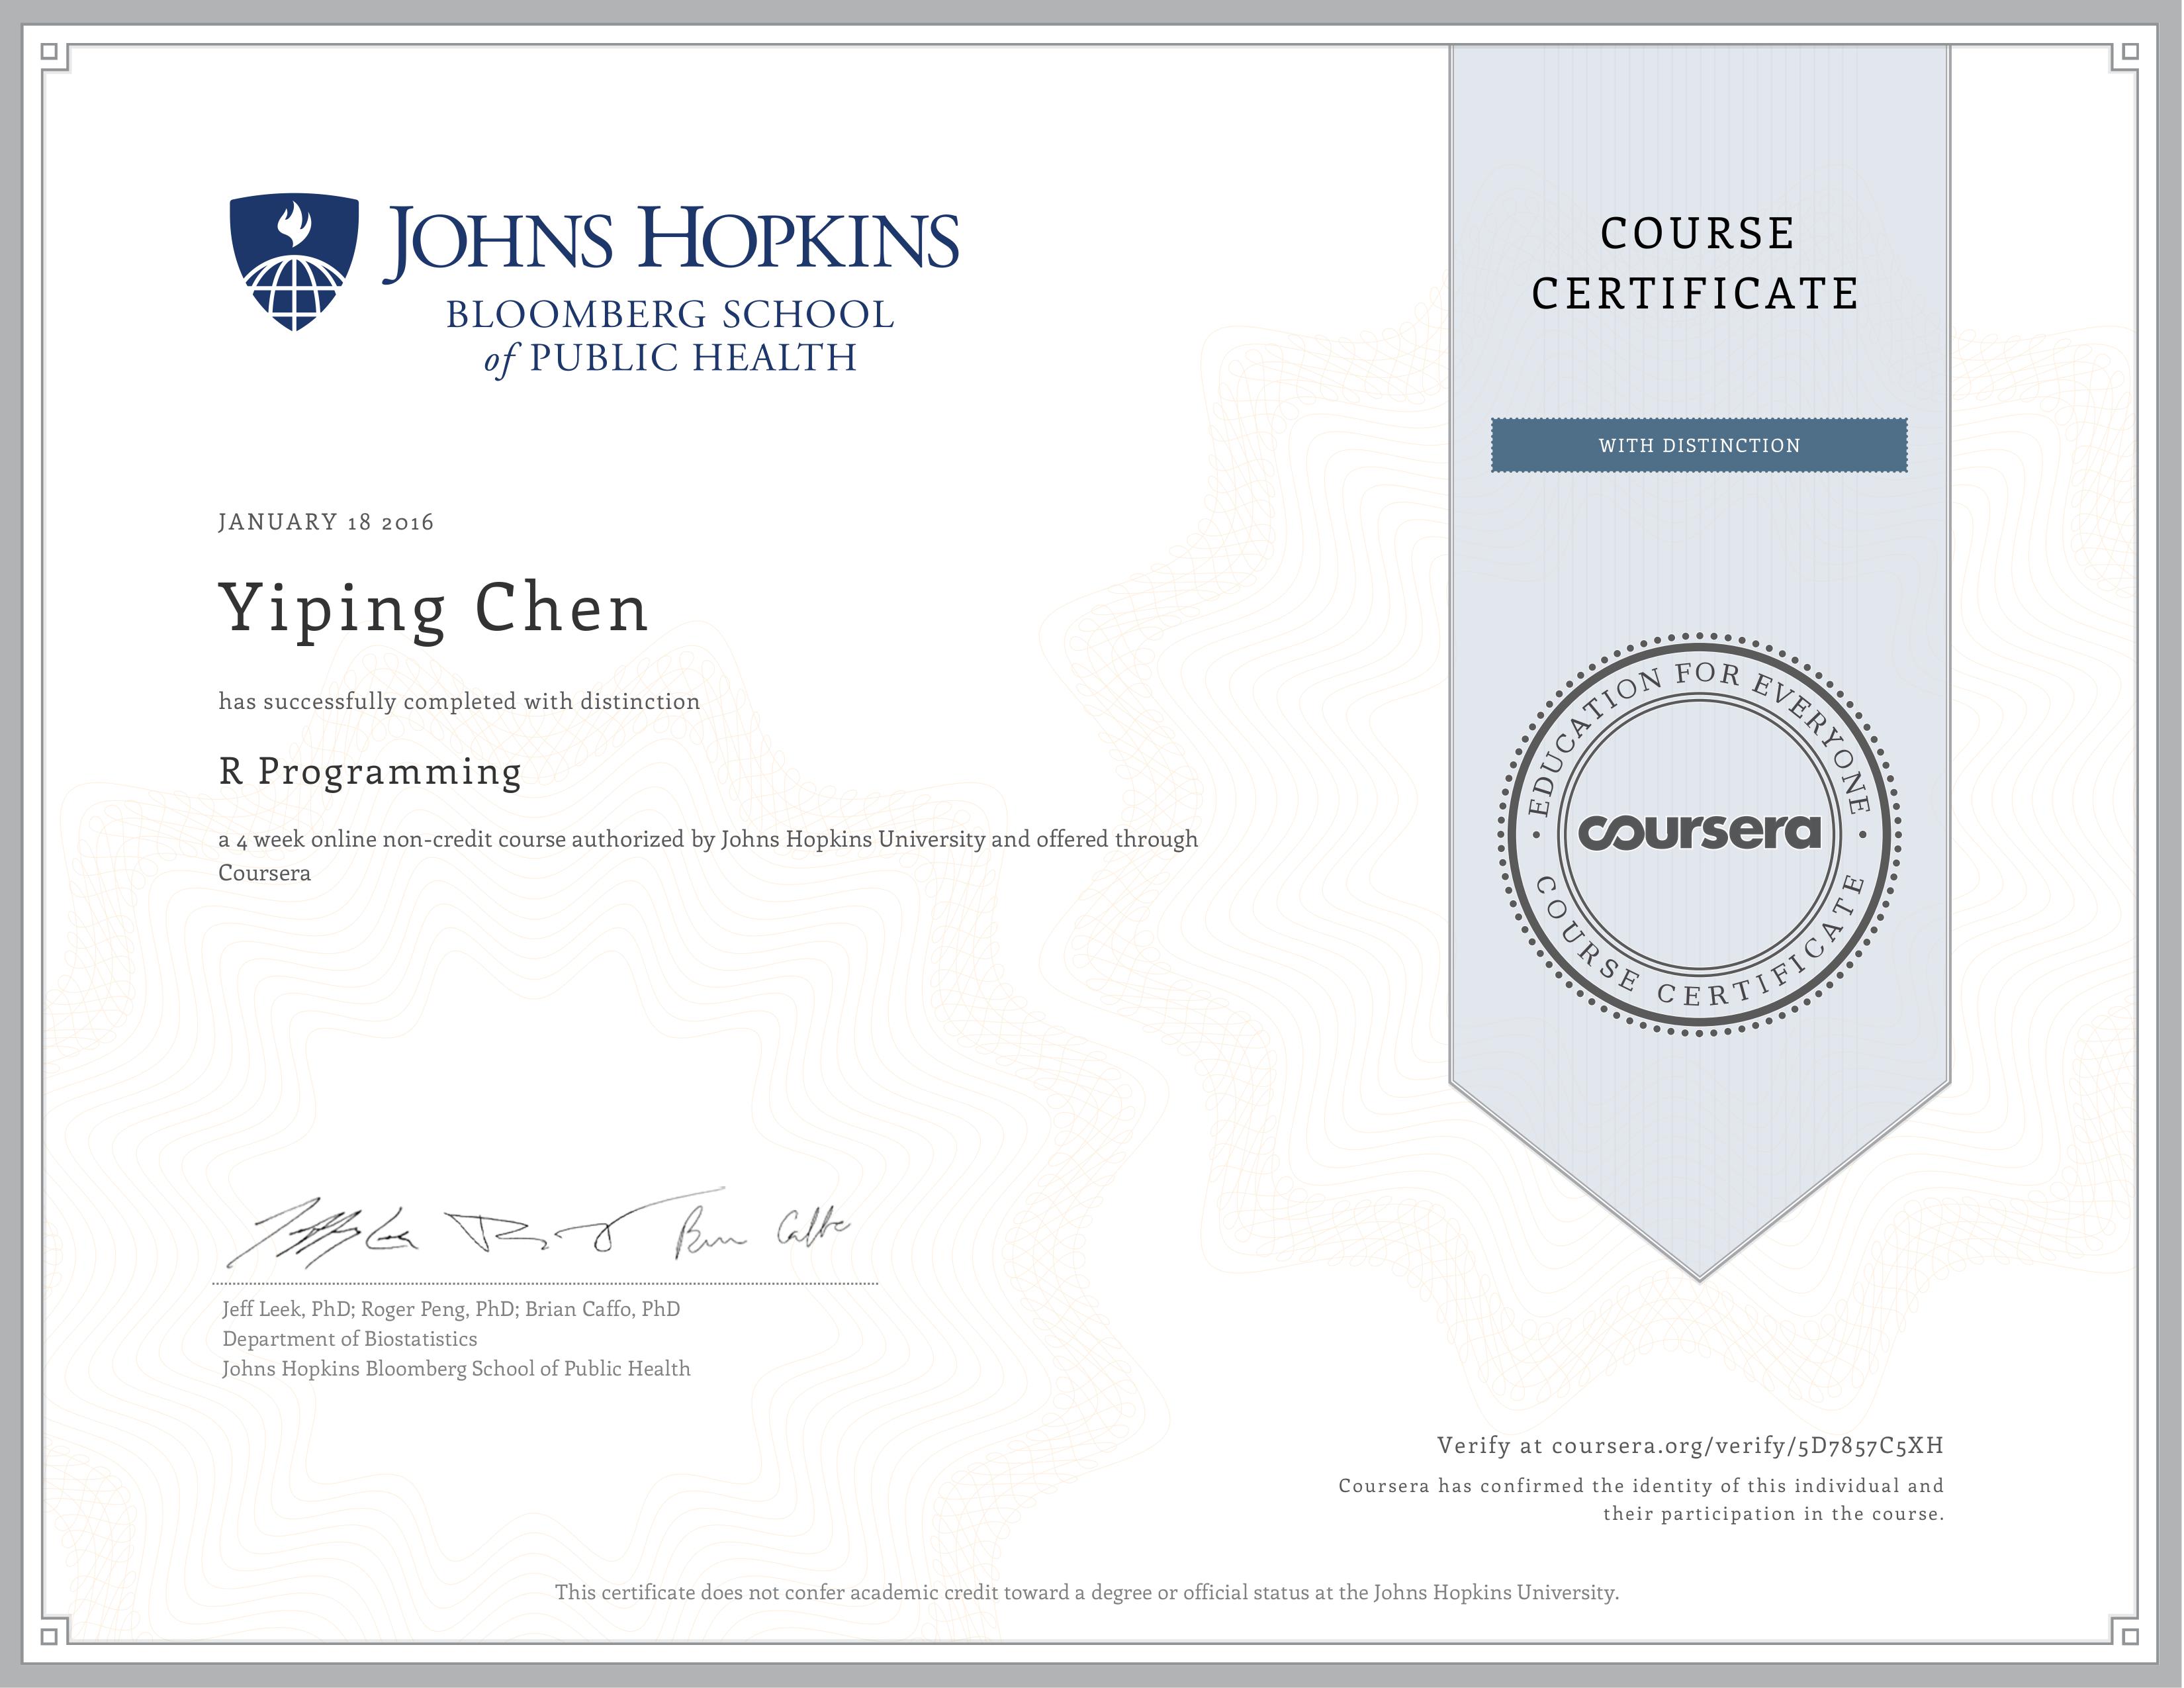 JOHNS HOPKINS
BLOOMBERG SCHOOL
of PUBLIC HEALTH
COURSE
CERTIFICATE
WITH DISTINCTION
JANUARY 18 2016
Yiping Chen
has successfully completed with distinction
R Programming
a 4 week online non-credit course authorized by Johns Hopkins University and offered through
Coursera
EDUCATION FOR EVERYONE
coursera
COURSE CERTIFICATE
Jeff Leek, PhD; Roger Peng, PhD; Brian Caffo, PhD
Department of Biostatistics
Johns Hopkins Bloomberg School of Public Health
Verify at coursera.org/verify/5D7857C5XH
Coursera has confirmed the identity of this individual and
their participation in the course.
This certificate does not confer academic credit toward a degree or official status at the Johns Hopkins University.